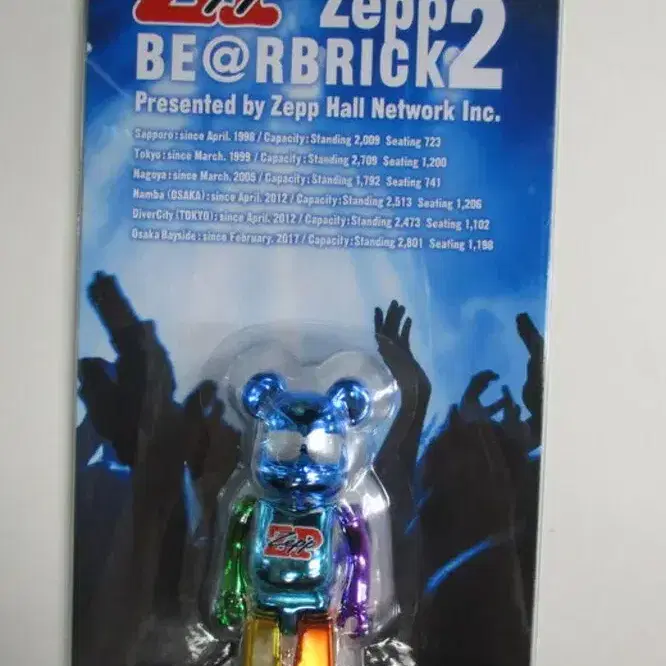 Zepp Zepp
BE@RBRICK 2
Presented by Zepp Hall Network Inc.
Sapporo : since April. 1998 / Capacity : Standing 2,009 Seating 723
Tokyo : since March. 1999 / Capacity : Standing 2,709 Seating 1,200
Nagoya : since March. 2005 / Capacity : Standing 1,792 Seating 741
Namba (OSAKA) : since April. 2012 / Capacity : Standing 2,513 Seating 1,206
DiverCity (TOKYO) : since April. 2012 / Capacity : Standing 2,473 Seating 1,102
Osaka Bayside : since February. 2017 / Capacity : Standing 2,801 Seating 1,198
Zepp